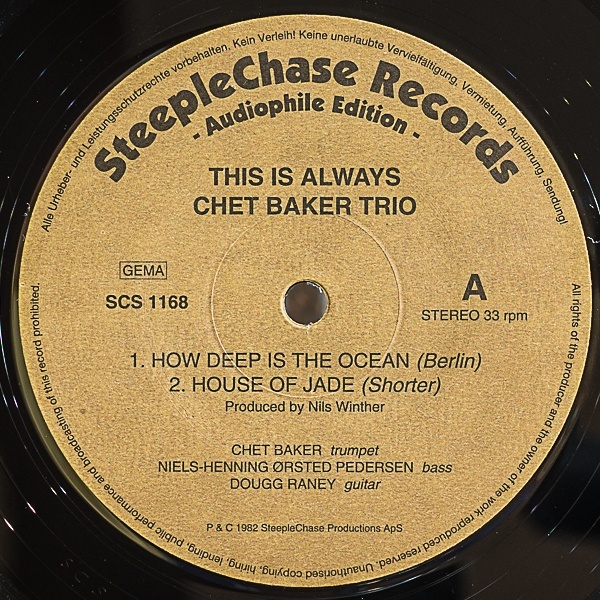 Alle Urheber- und Leistungsschutzrechte vorbehalten. Kein Verleih! Keine unerlaubte Vervielfältigung, Vermietung, Aufführung, Sendung!
SteepleChase Records
- Audiophile Edition -
THIS IS ALWAYS
CHET BAKER TRIO
GEMA
SCS 1168
A
STEREO 33 rpm
1. HOW DEEP IS THE OCEAN (Berlin)
2. HOUSE OF JADE (Shorter)
Produced by Nils Winther
CHET BAKER trumpet
NIELS-HENNING ØRSTED PEDERSEN bass
DOUGG RANEY guitar
P & C 1982 SteepleChase Productions ApS
All rights of the producer and the owner of the work reproduced reserved. Unauthorised copying, hiring, lending, public performance and broadcasting of this record prohibited.